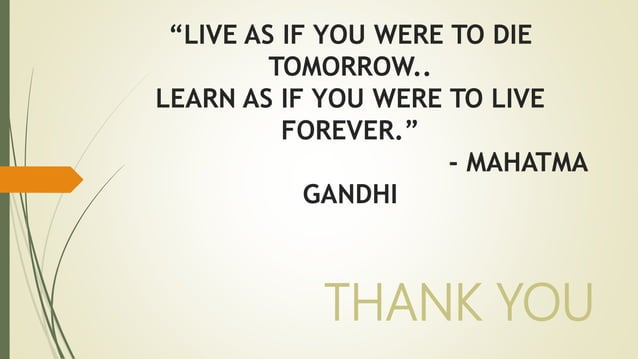 “LIVE AS IF YOU WERE TO DIE
TOMORROW..
LEARN AS IF YOU WERE TO LIVE
FOREVER.”
- MAHATMA
GANDHI
THANK YOU